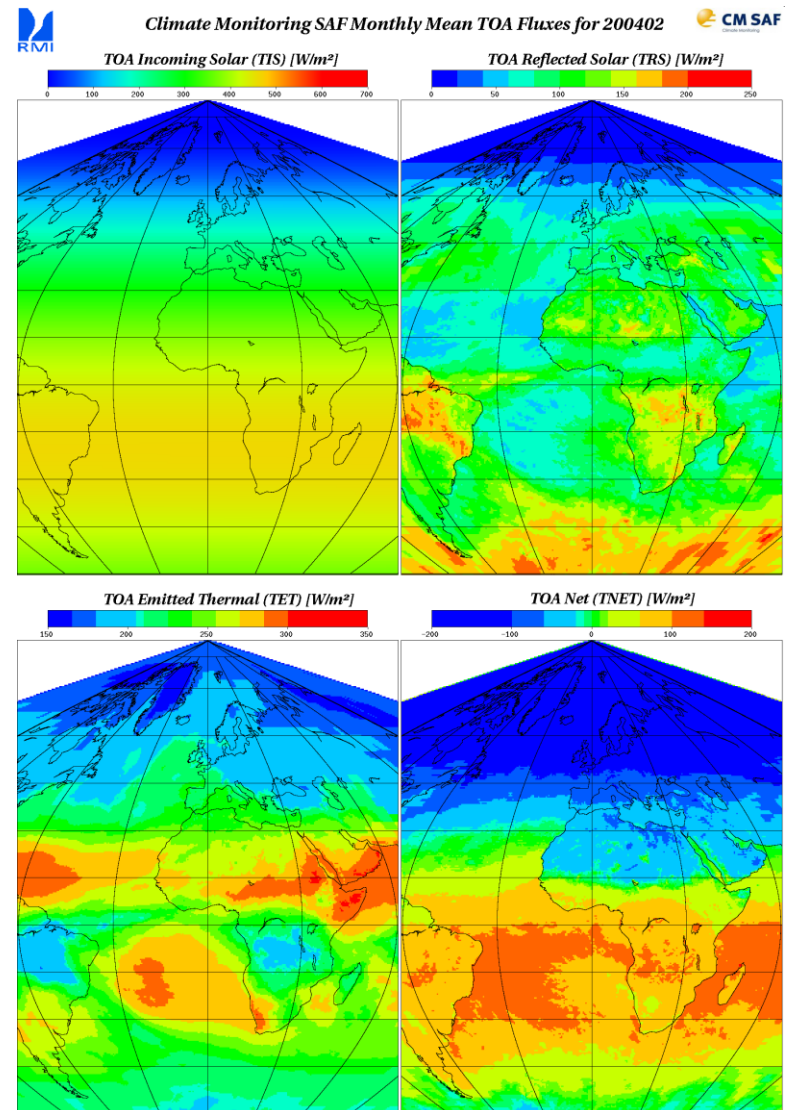 RMI
Climate Monitoring SAF Monthly Mean TOA Fluxes for 200402
CM SAF
Climate Monitoring
TOA Incoming Solar (TIS) [W/m²]
0 100 200 300 400 500 600 700
TOA Reflected Solar (TRS) [W/m²]
0 50 100 150 200 250
TOA Emitted Thermal (TET) [W/m²]
150 200 250 300 350
TOA Net (TNET) [W/m²]
−200 −100 0 100 200